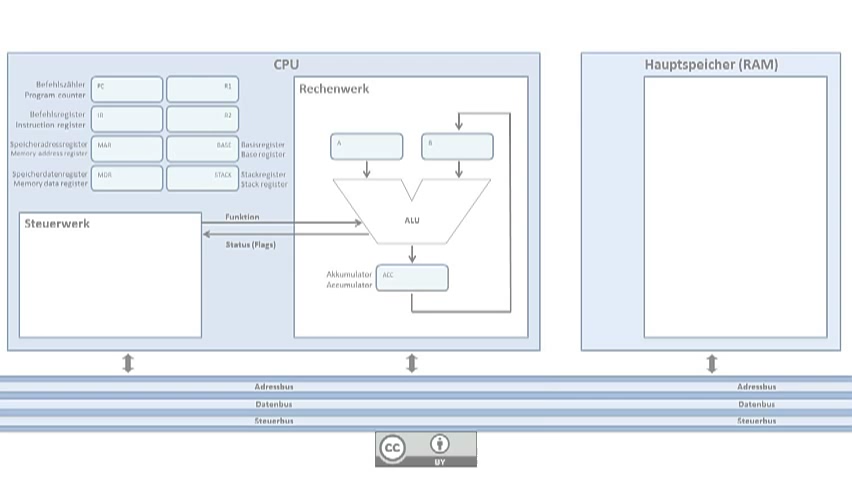 CPU
Hauptspeicher (RAM)
Befehlszähler
Program counter
PC
R1
Befehlsregister
Instruction register
IR
R2
Speicheradressregister
Memory address register
MAR
BASE
Basisregister
Base register
Speicherdatenregister
Memory data register
MDR
STACK
Stackregister
Stack register
Rechenwerk
A
B
ALU
Steuerwerk
Funktion
Status (Flags)
Akkumulator
Accumulator
ACC
Adressbus
Adressbus
Datenbus
Datenbus
Steuerbus
Steuerbus
CC
BY